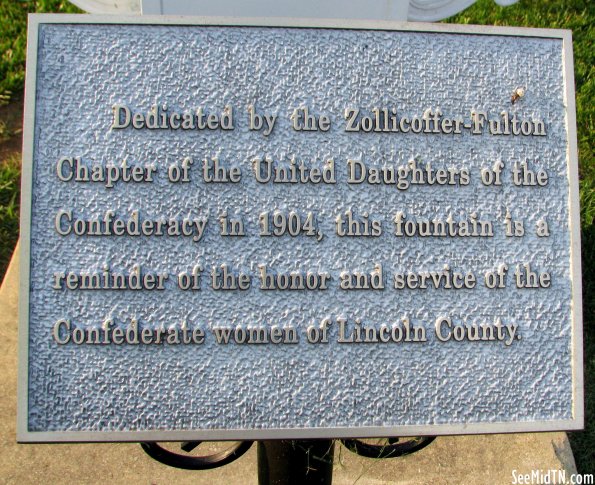 Dedicated by the Zollicoffer-Fulton
Chapter of the United Daughters of the
Confederacy in 1904, this fountain is a
reminder of the honor and service of the
Confederate women of Lincoln County.
SeeMidTN.com